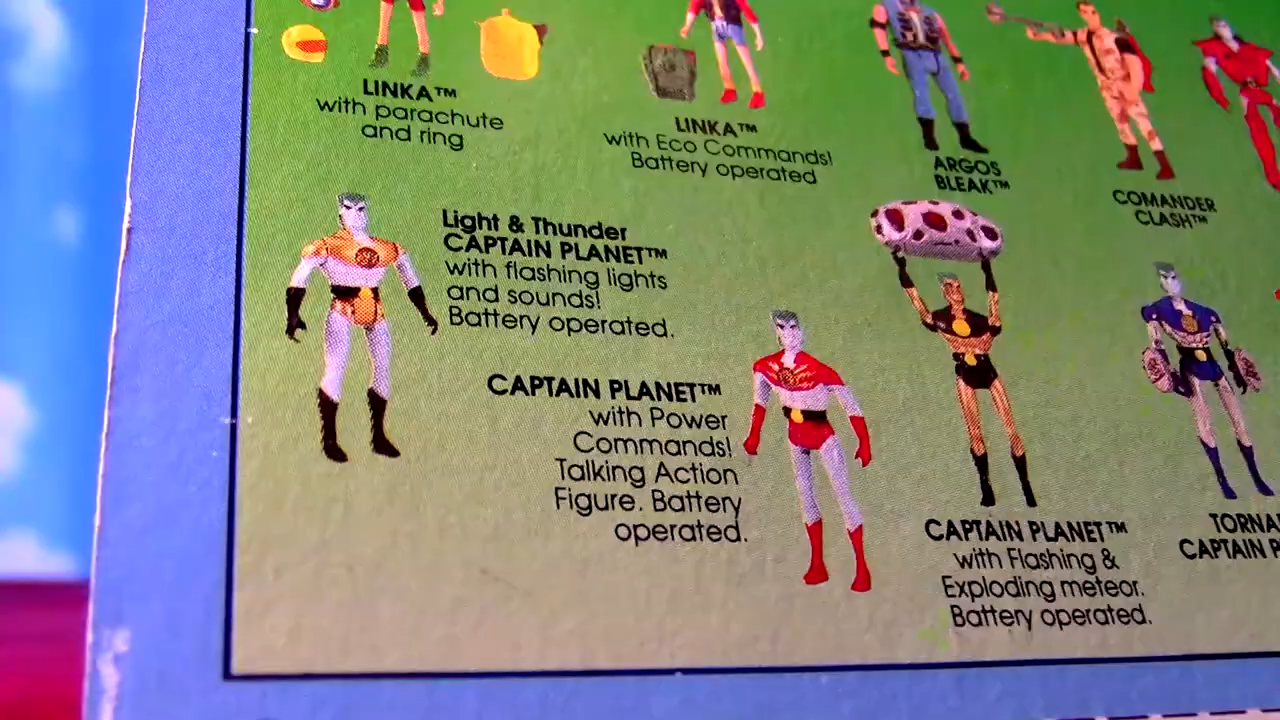 LINKA™
with parachute
and ring
LINKA™
with Eco Commands!
Battery operated
ARGOS
BLEAK™
COMANDER
CLASH™
Light & Thunder
CAPTAIN PLANET™
with flashing lights
and sounds!
Battery operated.
CAPTAIN PLANET™
with Power
Commands!
Talking Action
Figure. Battery
operated.
CAPTAIN PLANET™
with Flashing &
Exploding meteor.
Battery operated.
CAPTAIN